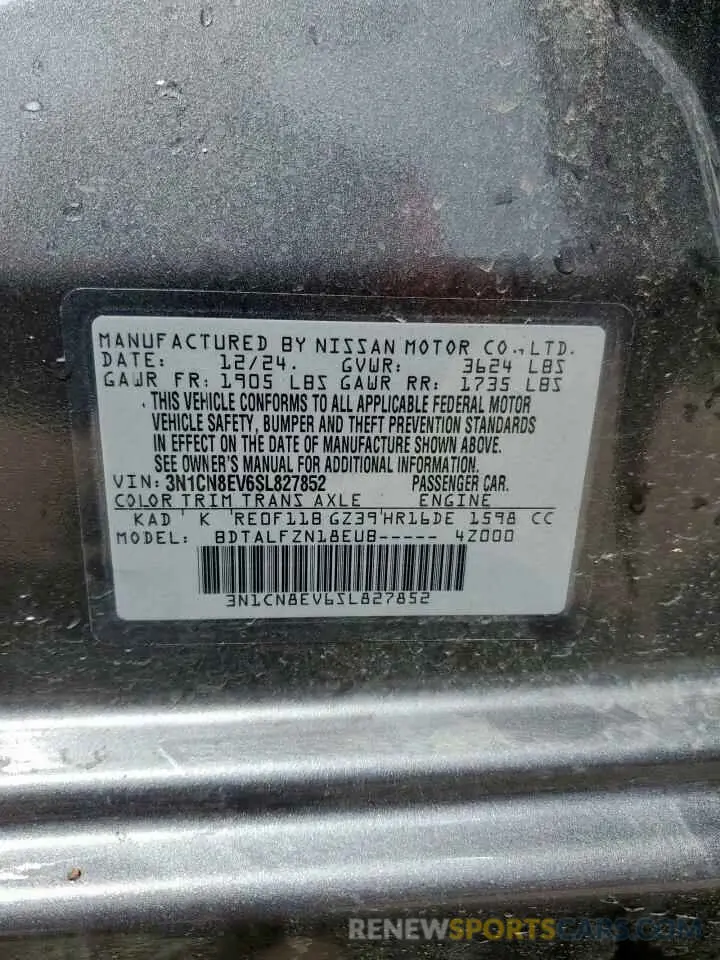 MANUFACTURED BY NISSAN MOTOR CO., LTD.
DATE: 12/24. GVWR: 3624 LBS
GAWR FR: 1905 LBS GAWR RR: 1735 LBS
THIS VEHICLE CONFORMS TO ALL APPLICABLE FEDERAL MOTOR
VEHICLE SAFETY, BUMPER AND THEFT PREVENTION STANDARDS
IN EFFECT ON THE DATE OF MANUFACTURE SHOWN ABOVE.
SEE OWNER'S MANUAL FOR ADDITIONAL INFORMATION.
VIN: 3N1CN8EV6SL827852 PASSENGER CAR.
COLOR TRIM TRANS AXLE ENGINE
KAD K RE0F11B GZ39 HR16DE 1598 CC
MODEL: BDTALFZN18EUB----- 4Z000
3N1CN8EV6SL827852
RENEWSPORTSCARS.COM